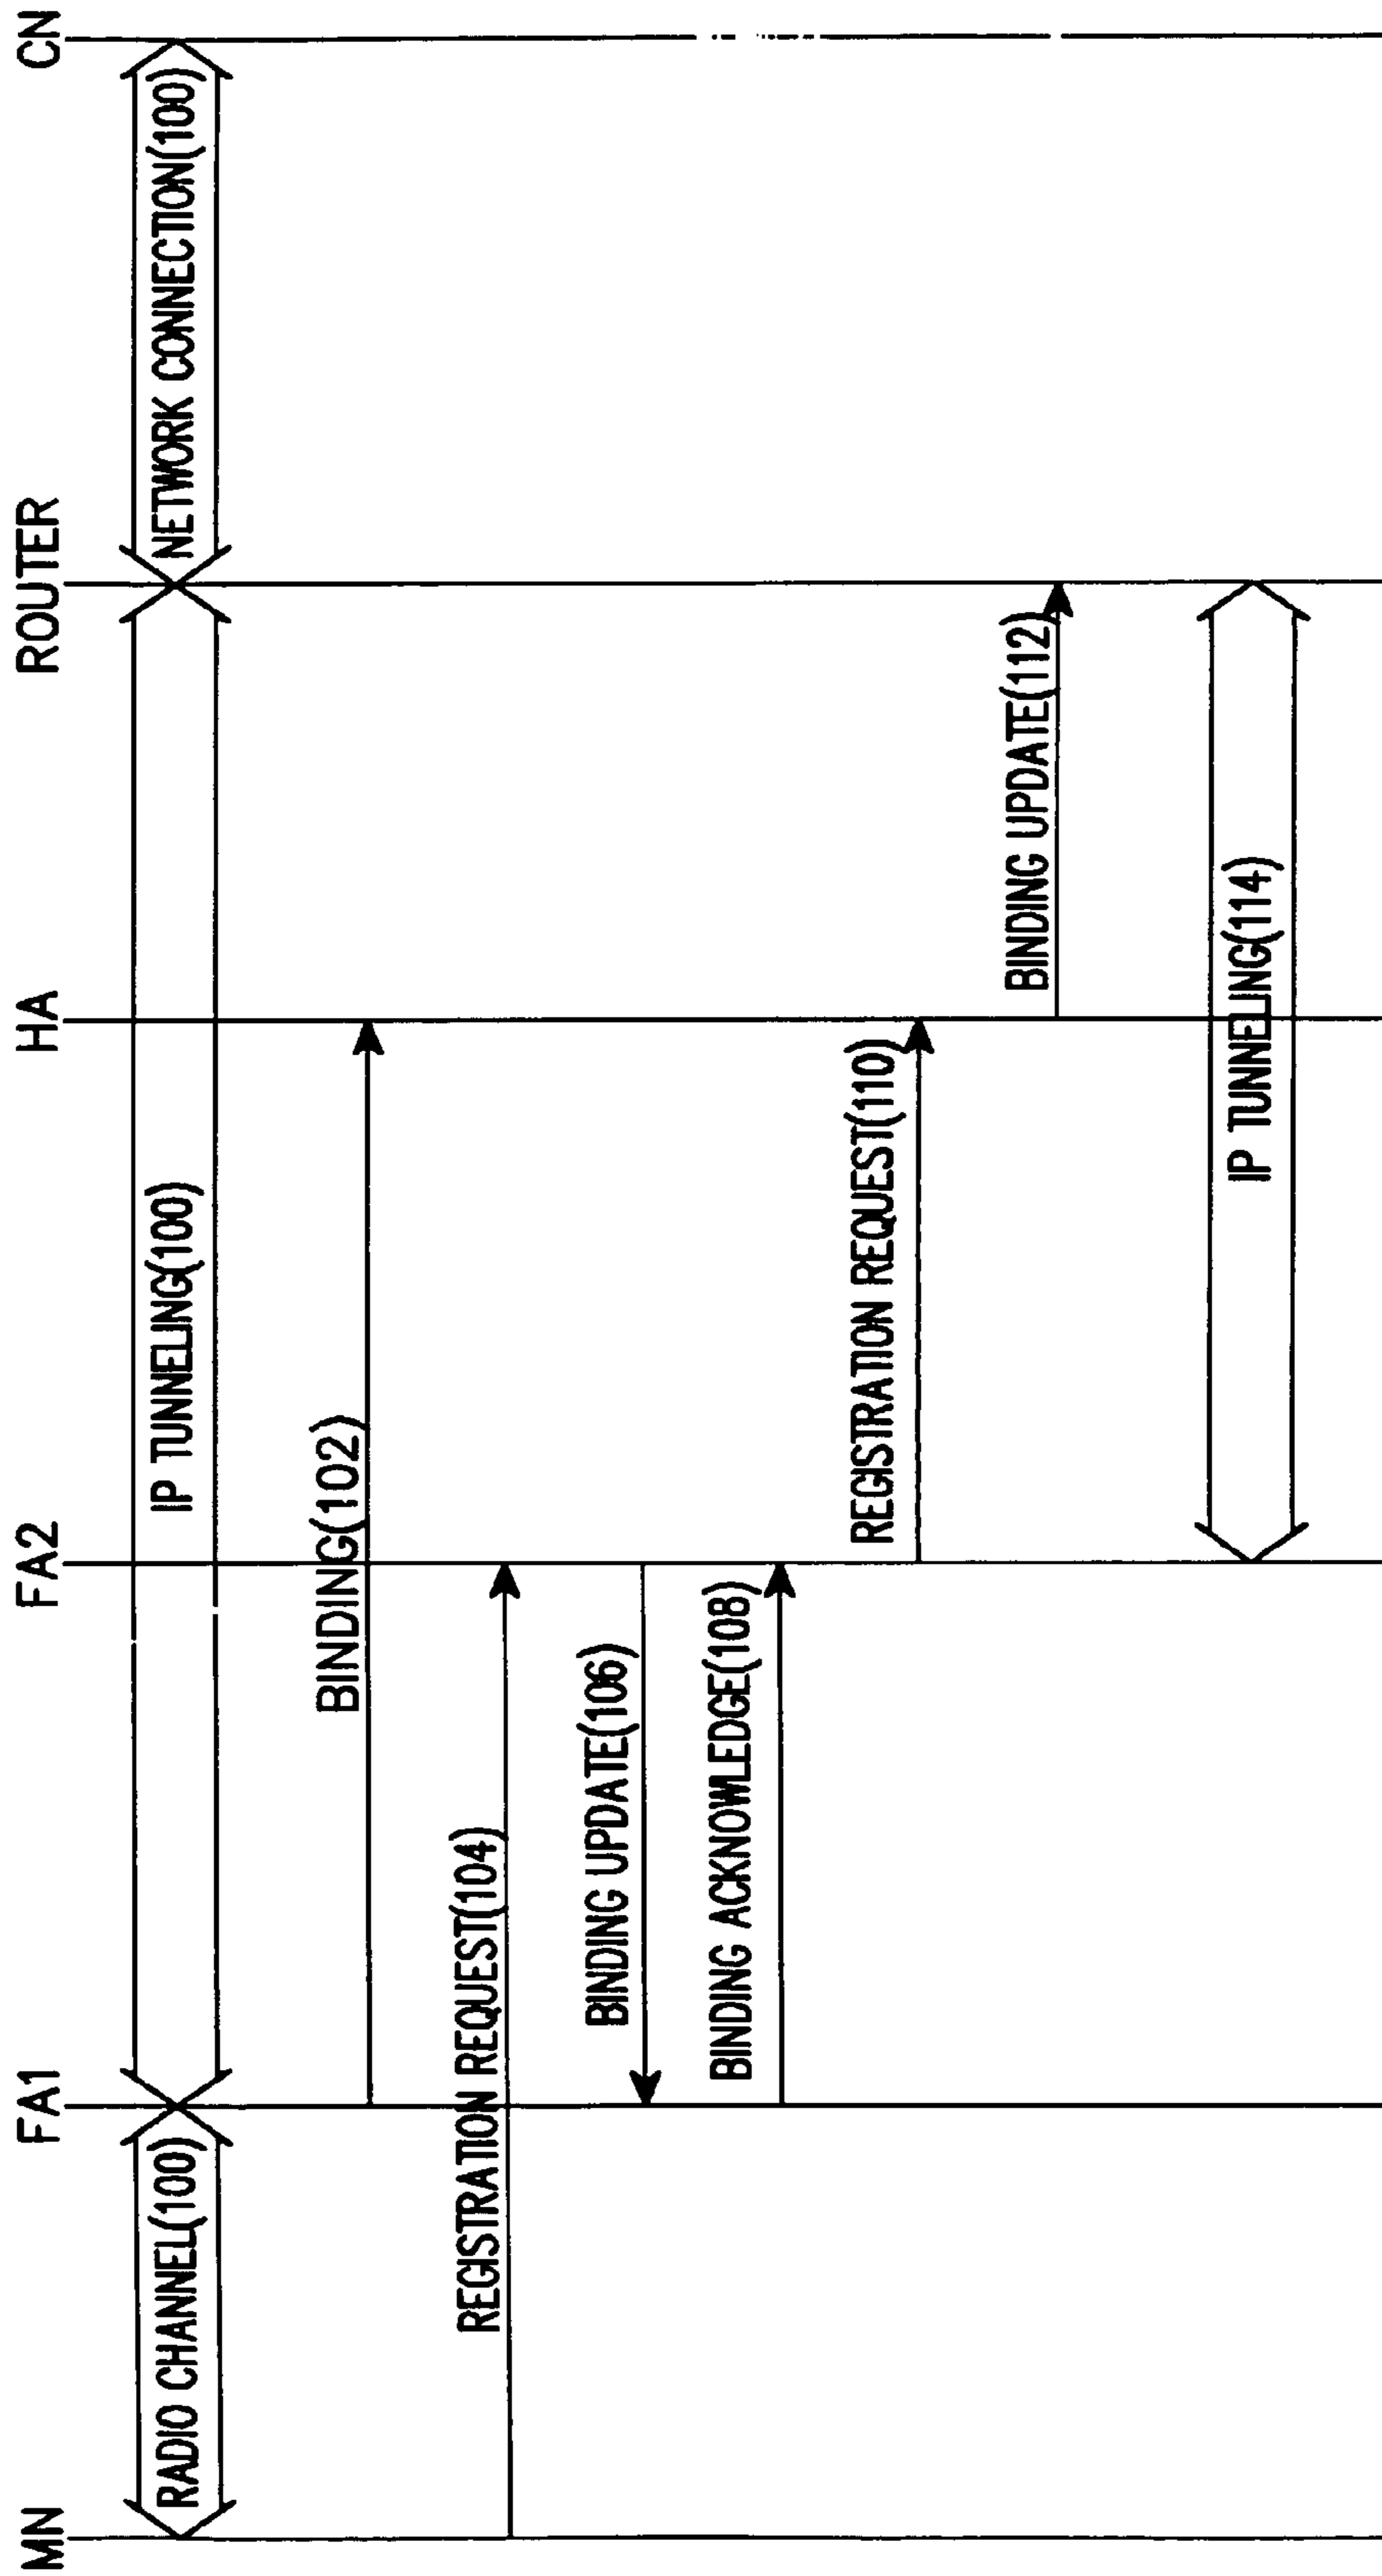 MN
FA1
FA2
HA
ROUTER
CN
RADIO CHANNEL(100)
IP TUNNELING(100)
NETWORK CONNECTION(100)
BINDING(102)
REGISTRATION REQUEST(104)
BINDING UPDATE(106)
BINDING ACKNOWLEDGE(108)
REGISTRATION REQUEST(110)
BINDING UPDATE(112)
IP TUNNELING(114)